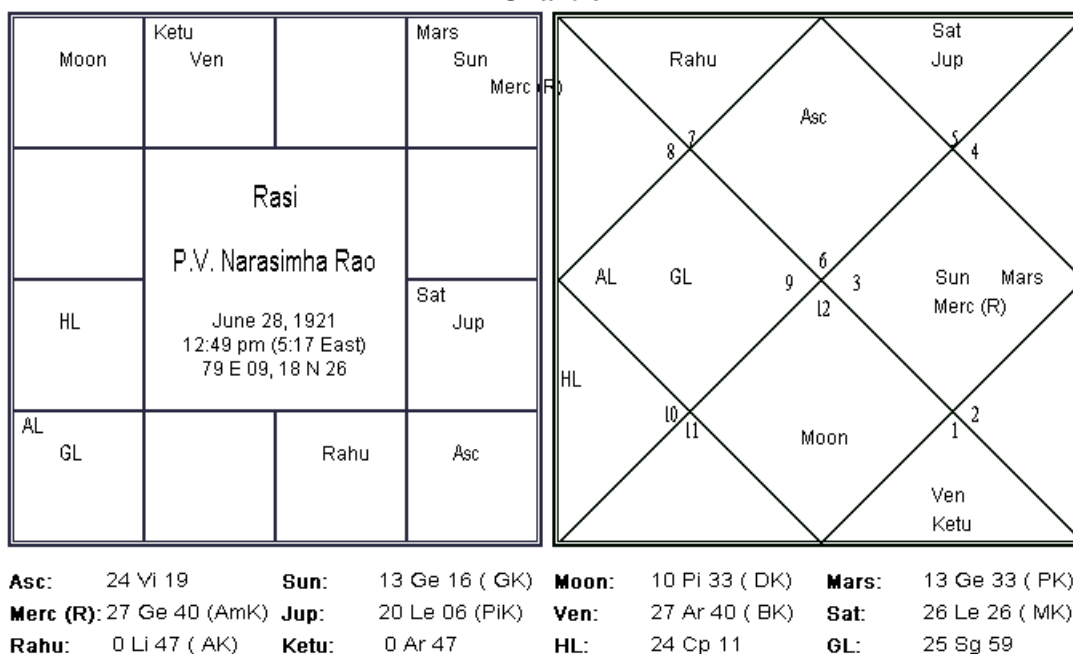 Moon
Ketu
Ven
Mars
Sun
Merc (R)
HL
Rasi
P.V. Narasimha Rao
June 28, 1921
12:49 pm (5:17 East)
79 E 09, 18 N 26
Sat
Jup
AL
GL
Rahu
Asc
Rahu
Sat
Jup
Asc
7
8
5
4
AL GL
6
9 3
12
Sun Mars
Merc (R)
HL
10
11
Moon
2
1
Ven
Ketu
Asc: 24 Vi 19 Sun: 13 Ge 16 ( GK) Moon: 10 Pi 33 ( DK) Mars: 13 Ge 33 ( PK)
Merc (R): 27 Ge 40 (AmK) Jup: 20 Le 06 (PiK) Ven: 27 Ar 40 ( BK) Sat: 26 Le 26 ( MK)
Rahu: 0 Li 47 ( AK) Ketu: 0 Ar 47 HL: 24 Cp 11 GL: 25 Sg 59